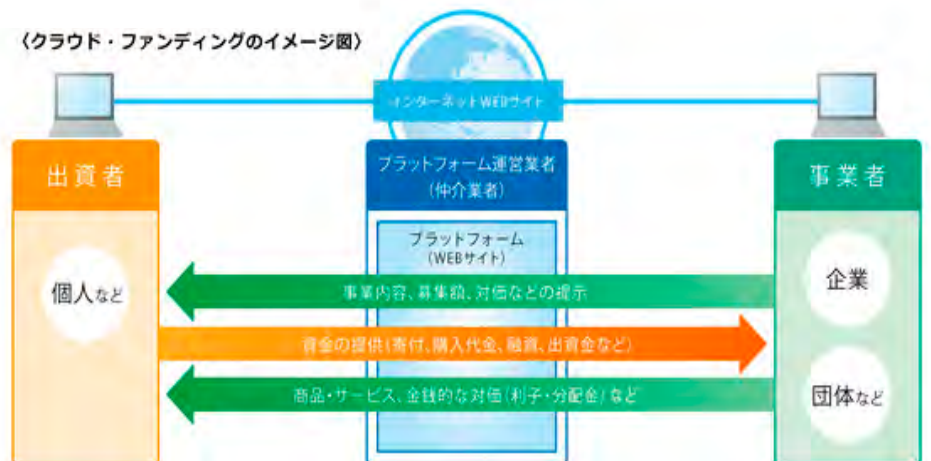 〈クラウド・ファンディングのイメージ図〉
インターネットWEBサイト
出資者
プラットフォーム運営業者
(仲介業者)
事業者
プラットフォーム
(WEBサイト)
個人など
企業
事業内容、募集額、対価などの提示
資金の提供(寄付、購入代金、融資、出資金など)
商品・サービス、金銭的な対価(利子・分配金)など
団体など